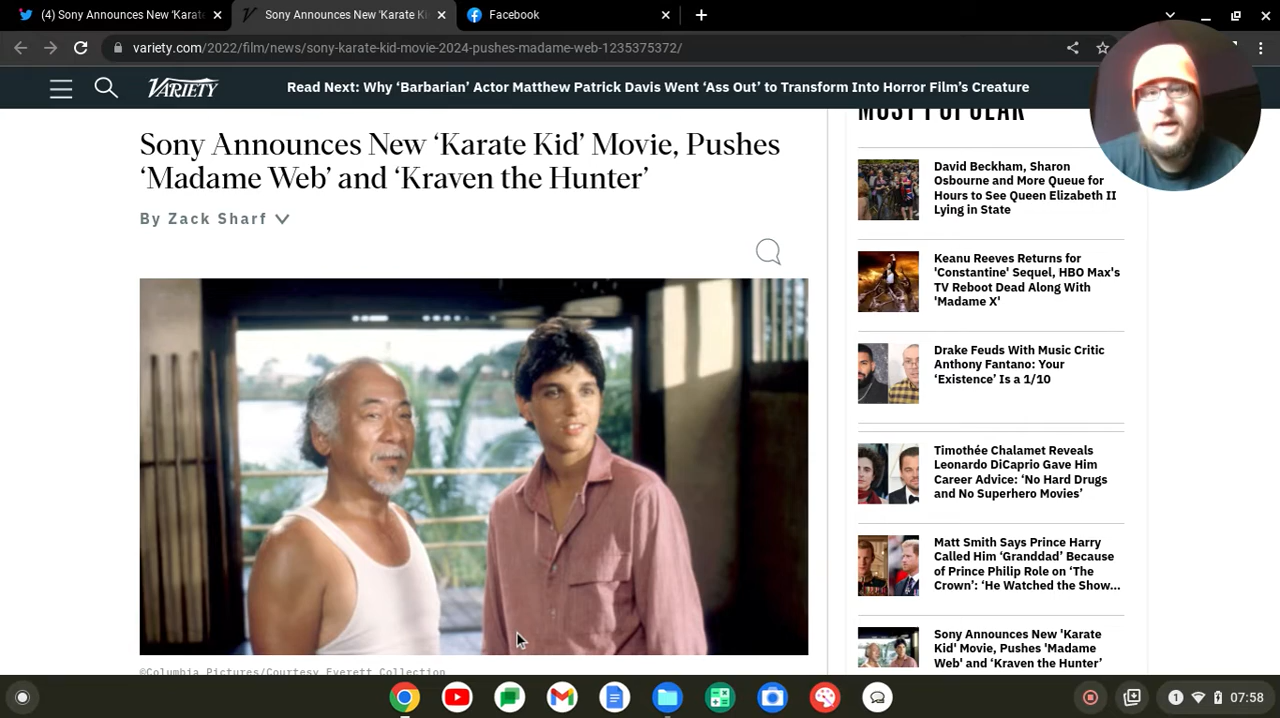 (4) Sony Announces New 'Karate
Sony Announces New 'Karate Ki
Facebook
variety.com/2022/film/news/sony-karate-kid-movie-2024-pushes-madame-web-1235375372/
VARIETY
Read Next: Why ‘Barbarian’ Actor Matthew Patrick Davis Went ‘Ass Out’ to Transform Into Horror Film’s Creature
Sony Announces New ‘Karate Kid’ Movie, Pushes
‘Madame Web’ and ‘Kraven the Hunter’
By Zack Sharf
©Columbia Pictures/Courtesy Everett Collection
MOST POPULAR
David Beckham, Sharon
Osbourne and More Queue for
Hours to See Queen Elizabeth II
Lying in State
Keanu Reeves Returns for
'Constantine' Sequel, HBO Max's
TV Reboot Dead Along With
'Madame X'
Drake Feuds With Music Critic
Anthony Fantano: Your
‘Existence’ Is a 1/10
Timothée Chalamet Reveals
Leonardo DiCaprio Gave Him
Career Advice: ‘No Hard Drugs
and No Superhero Movies’
Matt Smith Says Prince Harry
Called Him ‘Granddad’ Because
of Prince Philip Role on ‘The
Crown’: ‘He Watched the Show...
Sony Announces New 'Karate
Kid' Movie, Pushes 'Madame
Web' and ‘Kraven the Hunter’
1
07:58